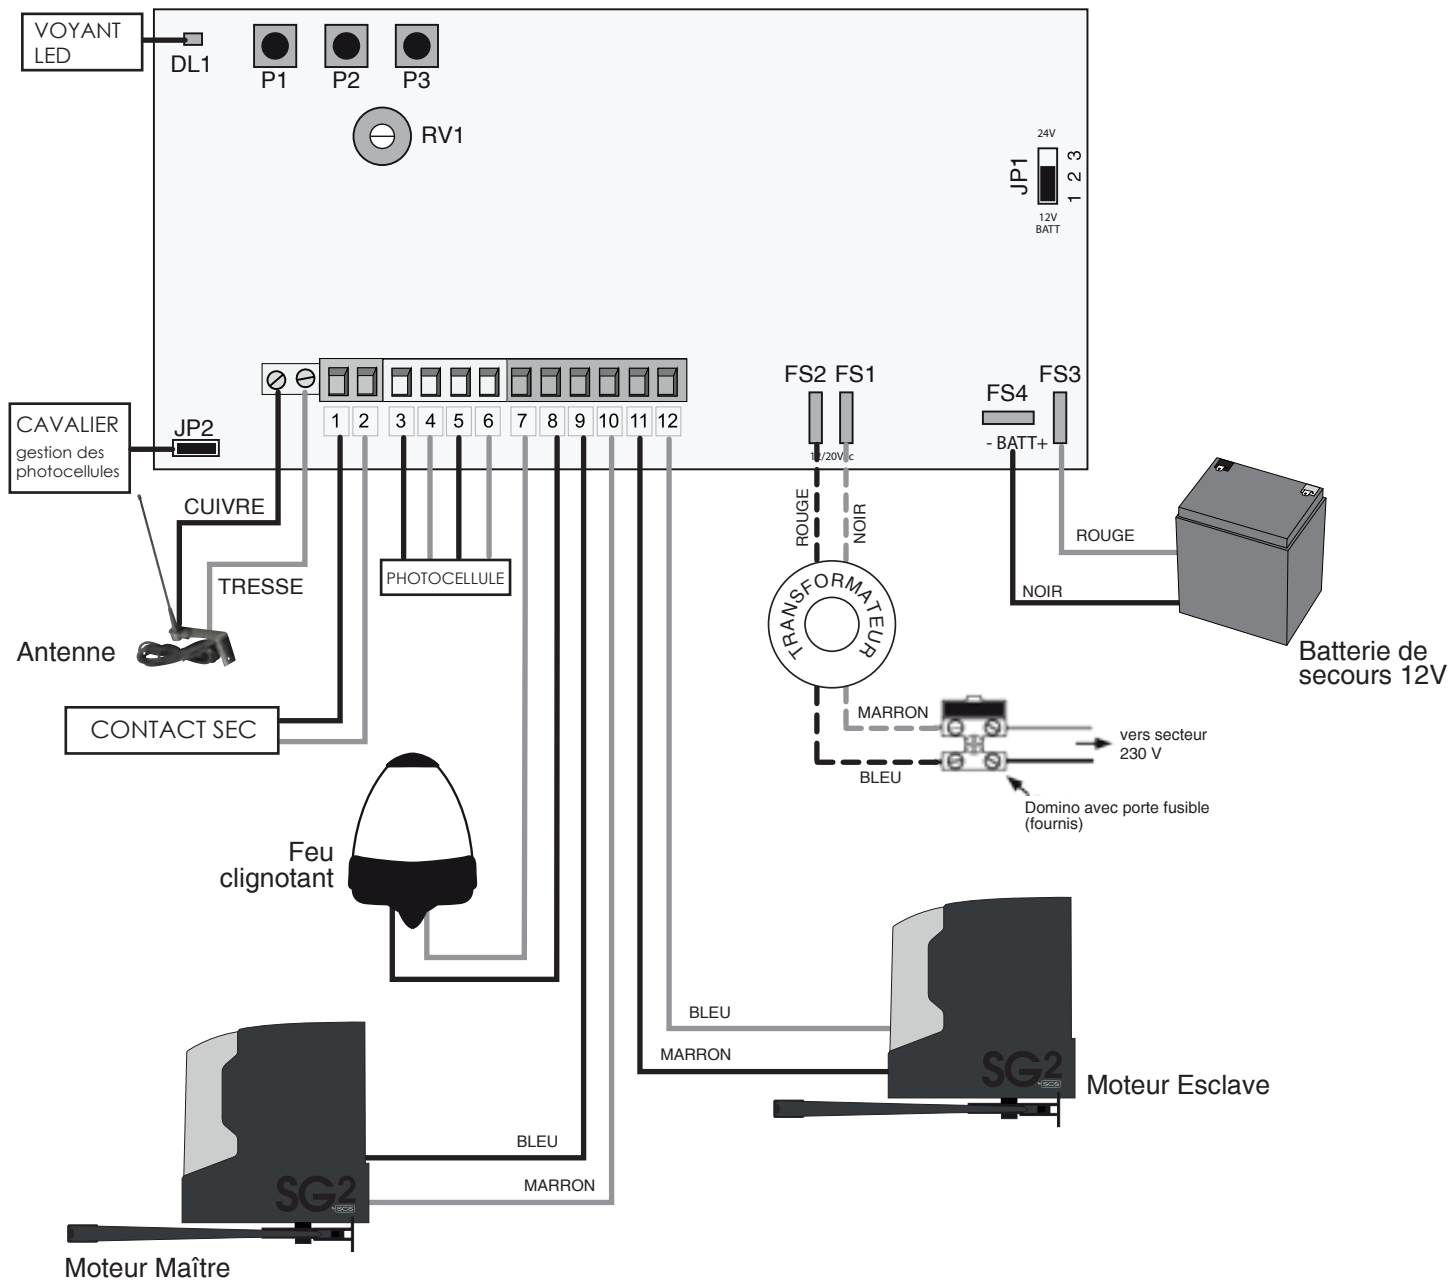 VOYANT
LED
DL1
P1
P2
P3
RV1
24V
JP1
1 2 3
12V
BATT
CAVALIER
gestion des
photocellules
JP2
1
2
3
4
5
6
7
8
9
10
11
12
FS2
FS1
FS4
FS3
- BATT+
CUIVRE
TRESSE
Antenne
PHOTOCELLULE
ROUGE
NOIR
TRANSFORMATEUR
ROUGE
NOIR
Batterie de
secours 12V
CONTACT SEC
MARRON
BLEU
vers secteur
230 V
Domino avec porte fusible
(fournis)
Feu
clignotant
BLEU
MARRON
SG2
SCS
Moteur Esclave
BLEU
MARRON
SG2
SCS
Moteur Maître